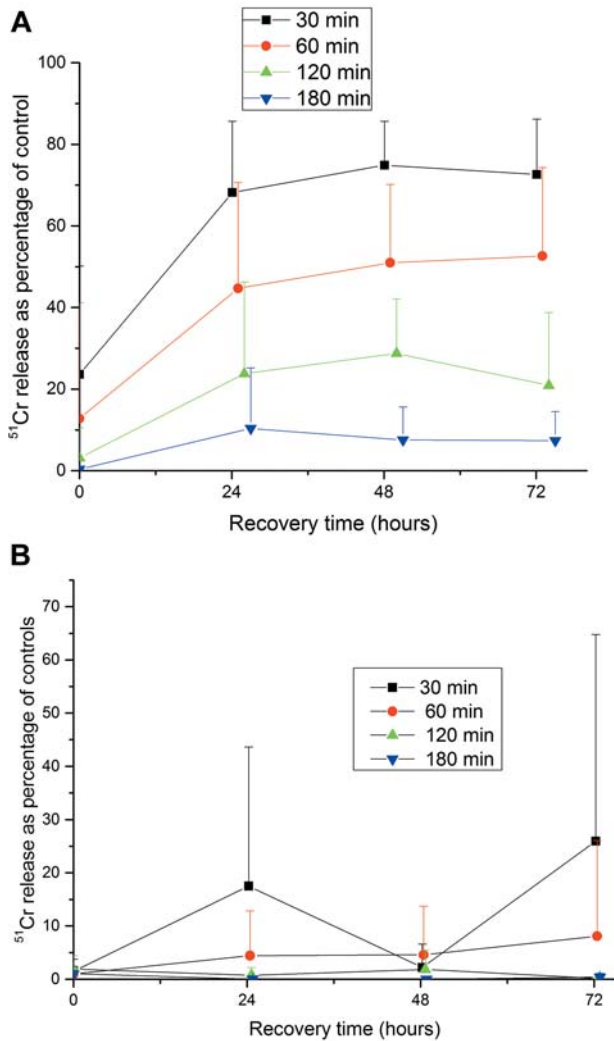 A
30 min
60 min
120 min
180 min
100
80
60
40
20
0
0 24 48 72
⁵¹Cr release as percentage of control
Recovery time (hours)
B
70
60
50
40
30
20
10
0
30 min
60 min
120 min
180 min
0 24 48 72
⁵¹Cr release as percentage of controls
Recovery time (hours)